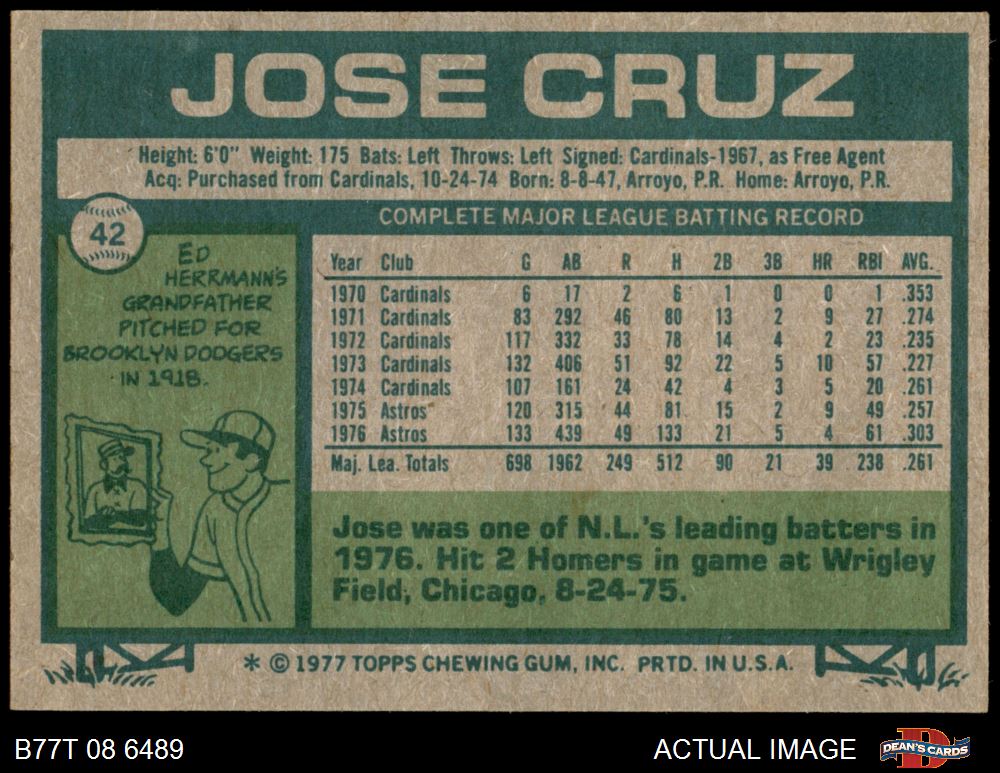 JOSE CRUZ
Height: 6'0" Weight: 175 Bats: Left Throws: Left Signed: Cardinals-1967, as Free Agent
Acq: Purchased from Cardinals, 10-24-74 Born: 8-8-47, Arroyo, P.R. Home: Arroyo, P.R.
42
ED
HERRMANN'S
GRANDFATHER
PITCHED FOR
BROOKLYN DODGERS
IN 1918.
COMPLETE MAJOR LEAGUE BATTING RECORD
Year Club G AB R H 2B 3B HR RBI AVG.
1970 Cardinals 6 17 2 6 1 0 0 1 .353
1971 Cardinals 83 292 46 80 13 2 9 27 .274
1972 Cardinals 117 332 33 78 14 4 2 23 .235
1973 Cardinals 132 406 51 92 22 5 10 57 .227
1974 Cardinals 107 161 24 42 4 3 5 20 .261
1975 Astros 120 315 44 81 15 2 9 49 .257
1976 Astros 133 439 49 133 21 5 4 61 .303
Maj. Lea. Totals 698 1962 249 512 90 21 39 238 .261
Jose was one of N.L.'s leading batters in
1976. Hit 2 Homers in game at Wrigley
Field, Chicago, 8-24-75.
* © 1977 TOPPS CHEWING GUM, INC. PRTD. IN U.S.A.
B77T 08 6489
ACTUAL IMAGE
DEAN'S CARDS